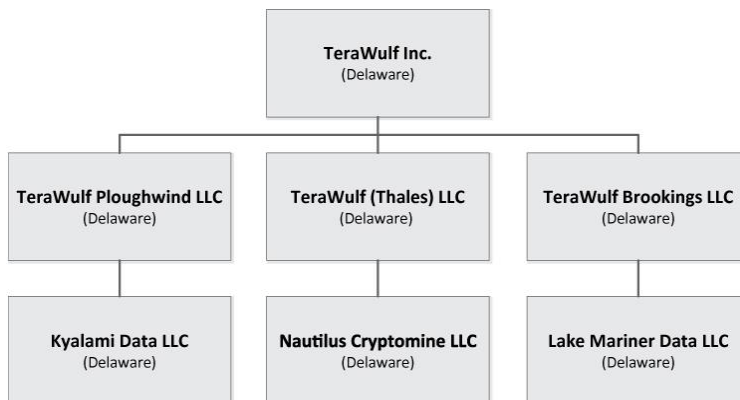 TeraWulf Inc.
(Delaware)
TeraWulf Ploughwind LLC
(Delaware)
TeraWulf (Thales) LLC
(Delaware)
TeraWulf Brookings LLC
(Delaware)
Kyalami Data LLC
(Delaware)
Nautilus Cryptomine LLC
(Delaware)
Lake Mariner Data LLC
(Delaware)